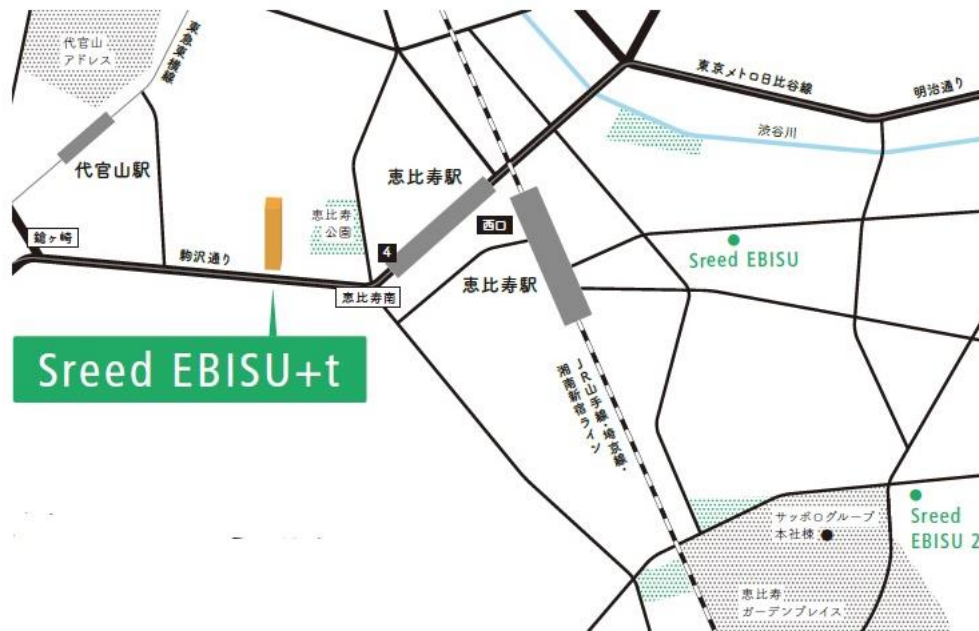 代官山
アドレス
東急東横線
代官山駅
鎗ヶ崎
駒沢通り
恵比寿
公園
恵比寿駅
4
西口
恵比寿南
恵比寿駅
東京メトロ日比谷線
明治通り
渋谷川
Sreed EBISU
Sreed EBISU+t
JR山手線・埼京線・
湘南新宿ライン
サッポログループ
本社棟
Sreed
EBISU 2
恵比寿
ガーデンプレイス